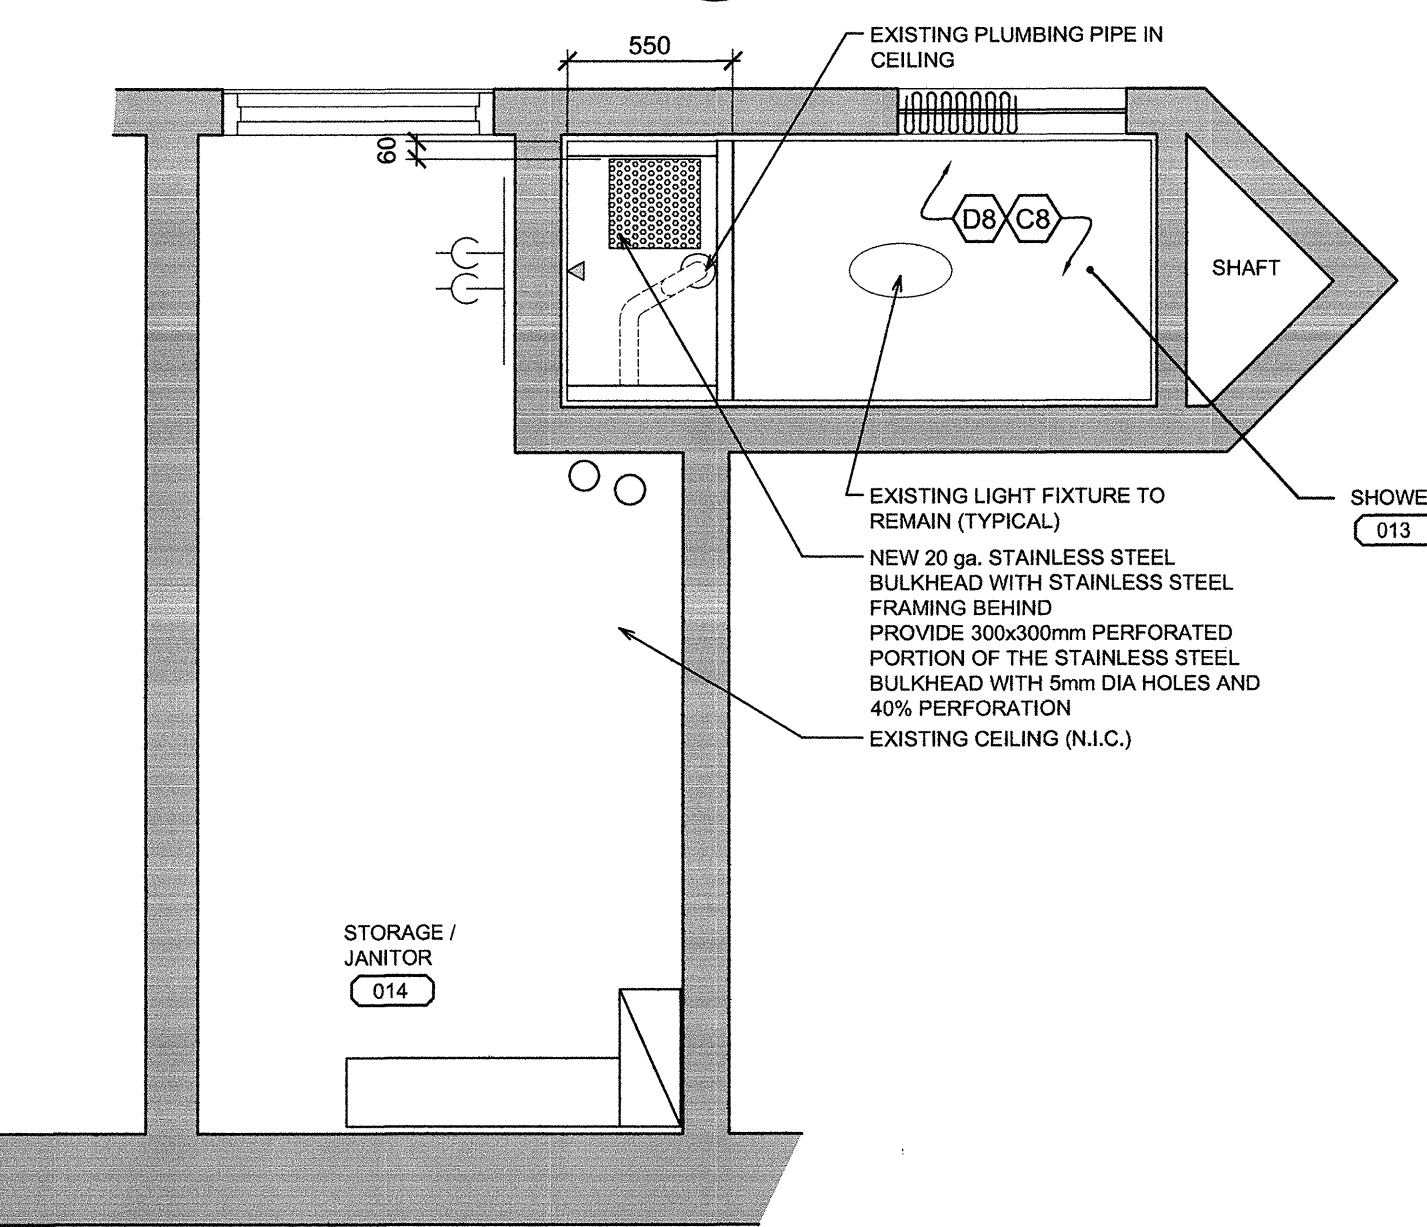 550
EXISTING PLUMBING PIPE IN
CEILING
60
D8 C8
SHAFT
EXISTING LIGHT FIXTURE TO
REMAIN (TYPICAL)
SHOWE
013
NEW 20 ga. STAINLESS STEEL
BULKHEAD WITH STAINLESS STEEL
FRAMING BEHIND
PROVIDE 300x300mm PERFORATED
PORTION OF THE STAINLESS STEEL
BULKHEAD WITH 5mm DIA HOLES AND
40% PERFORATION
EXISTING CEILING (N.I.C.)
STORAGE /
JANITOR
014